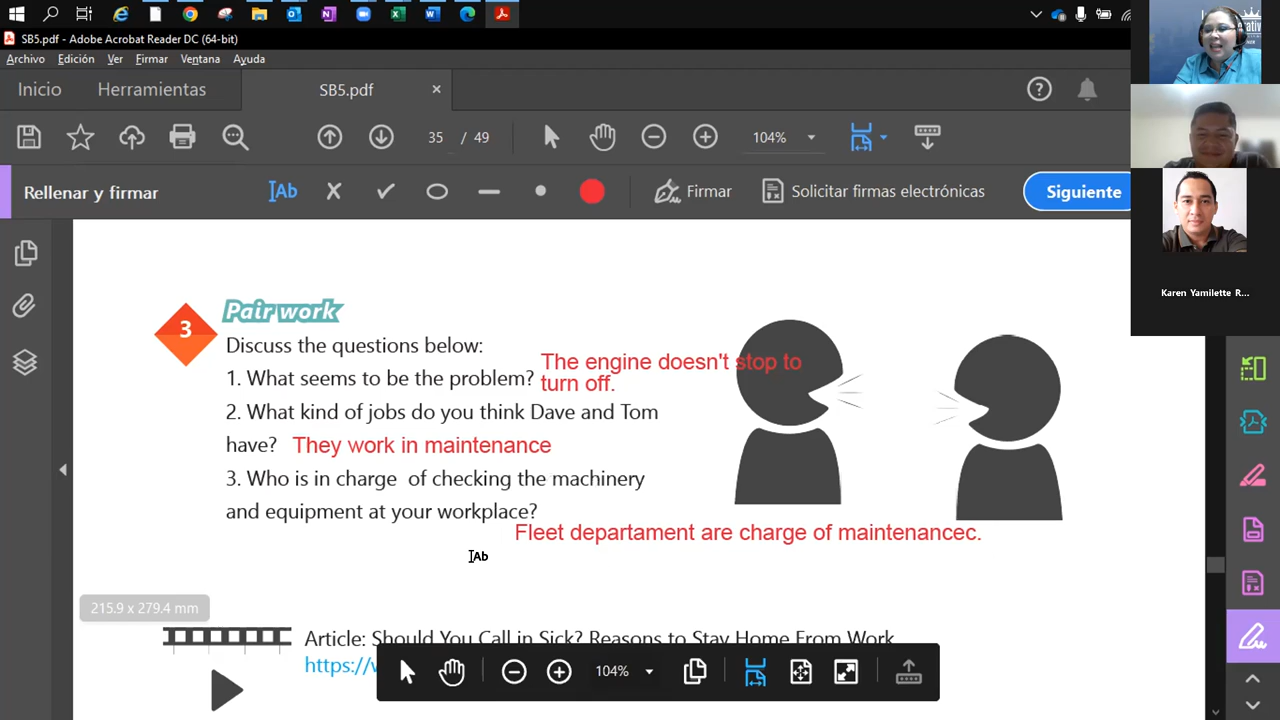 SB5.pdf - Adobe Acrobat Reader DC (64-bit)
Archivo Edición Ver Firmar Ventana Ayuda
Inicio Herramientas SB5.pdf ×
35 / 49 104%
Rellenar y firmar Ab Firmar Solicitar firmas electrónicas Siguiente
Karen Yamilette R...
3
Pair work
Discuss the questions below:
1. What seems to be the problem? The engine doesn't stop to
turn off.
2. What kind of jobs do you think Dave and Tom
have? They work in maintenance
3. Who is in charge of checking the machinery
and equipment at your workplace?
Fleet departament are charge of maintenancec.
Ab
215.9 x 279.4 mm
Article: Should You Call in Sick? Reasons to Stay Home From Work
https://
104%